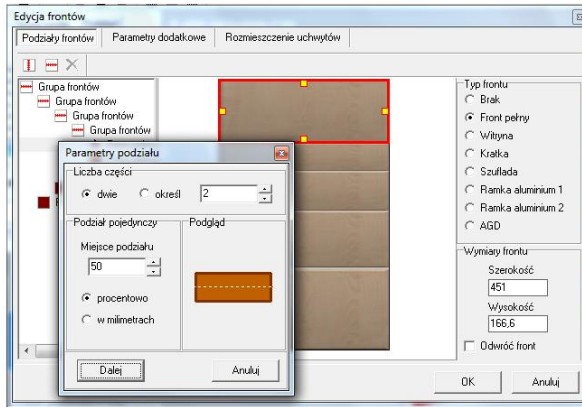 Edycja frontów
Podziały frontów Parametry dodatkowe Rozmieszczenie uchwytów
Grupa frontów
Grupa frontów
Grupa frontów
Grupa frontów
Parametry podziału
Liczba części
dwie określ 2
Podział pojedynczy
Miejsce podziału
50
procentowo
w milimetrach
Podgląd
Dalej Anuluj
Typ frontu
Brak
Front pełny
Witryna
Kratka
Szuflada
Ramka aluminium 1
Ramka aluminium 2
AGD
Wymiary frontu
Szerokość
451
Wysokość
166,6
Odwróć front
OK Anuluj